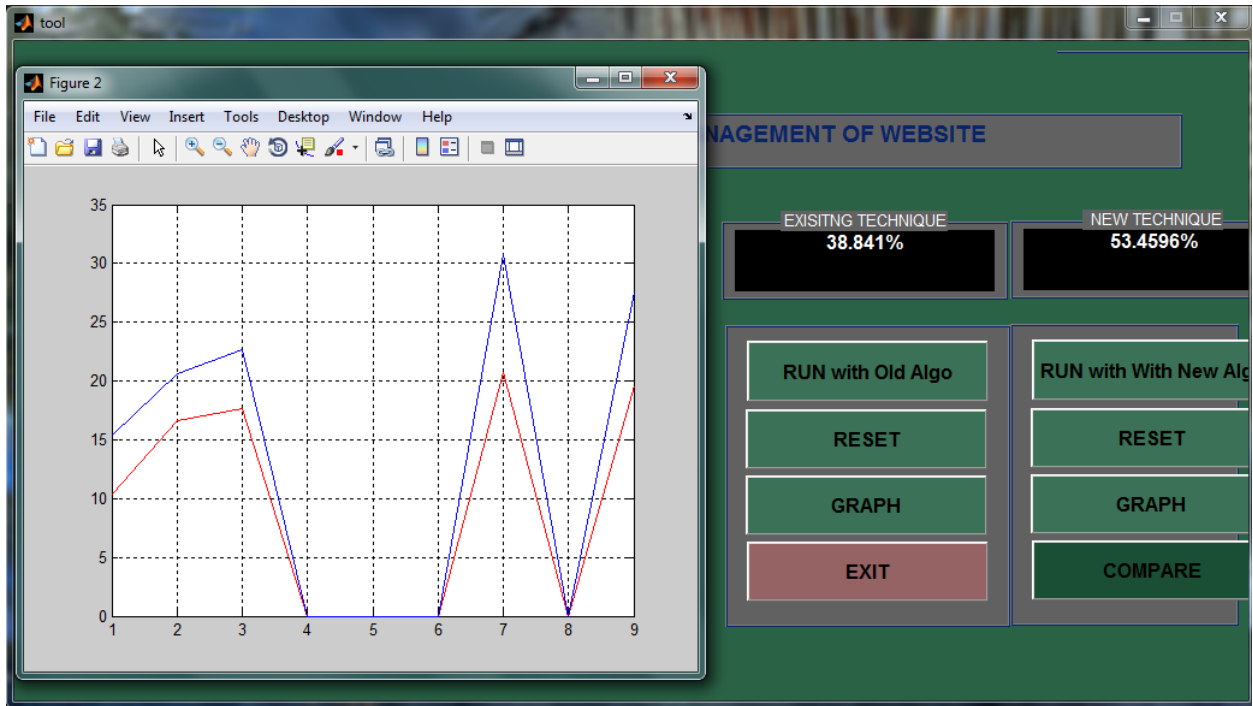 tool
Figure 2
File Edit View Insert Tools Desktop Window Help
35
30
25
20
15
10
5
0
1 2 3 4 5 6 7 8 9
NAGEMENT OF WEBSITE
EXISITNG TECHNIQUE
38.841%
NEW TECHNIQUE
53.4596%
RUN with Old Algo
RESET
GRAPH
EXIT
RUN with With New Alg
RESET
GRAPH
COMPARE